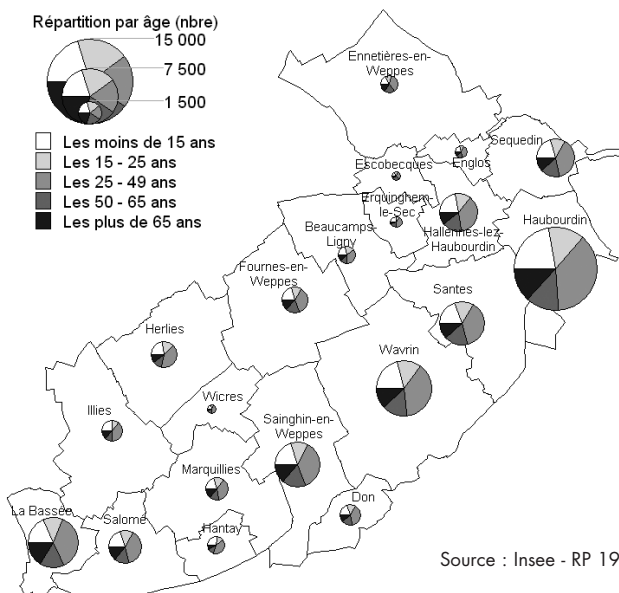 Répartition par âge (nbre)
15 000
7 500
1 500
Les moins de 15 ans
Les 15 - 25 ans
Les 25 - 49 ans
Les 50 - 65 ans
Les plus de 65 ans
Ennetières-en-
Weppes
Sequedin
Englos
Escobecques
Erquinghem-
le-Sec
Hallennes-lez-
Haubourdin
Haubourdin
Beaucamps-
Ligny
Fournes-en-
Weppes
Santes
Herlies
Wavrin
Wicres
Illies
Sainghin-en-
Weppes
Marquillies
Don
La Bassée
Salomé
Hantay
Source : Insee - RP 19